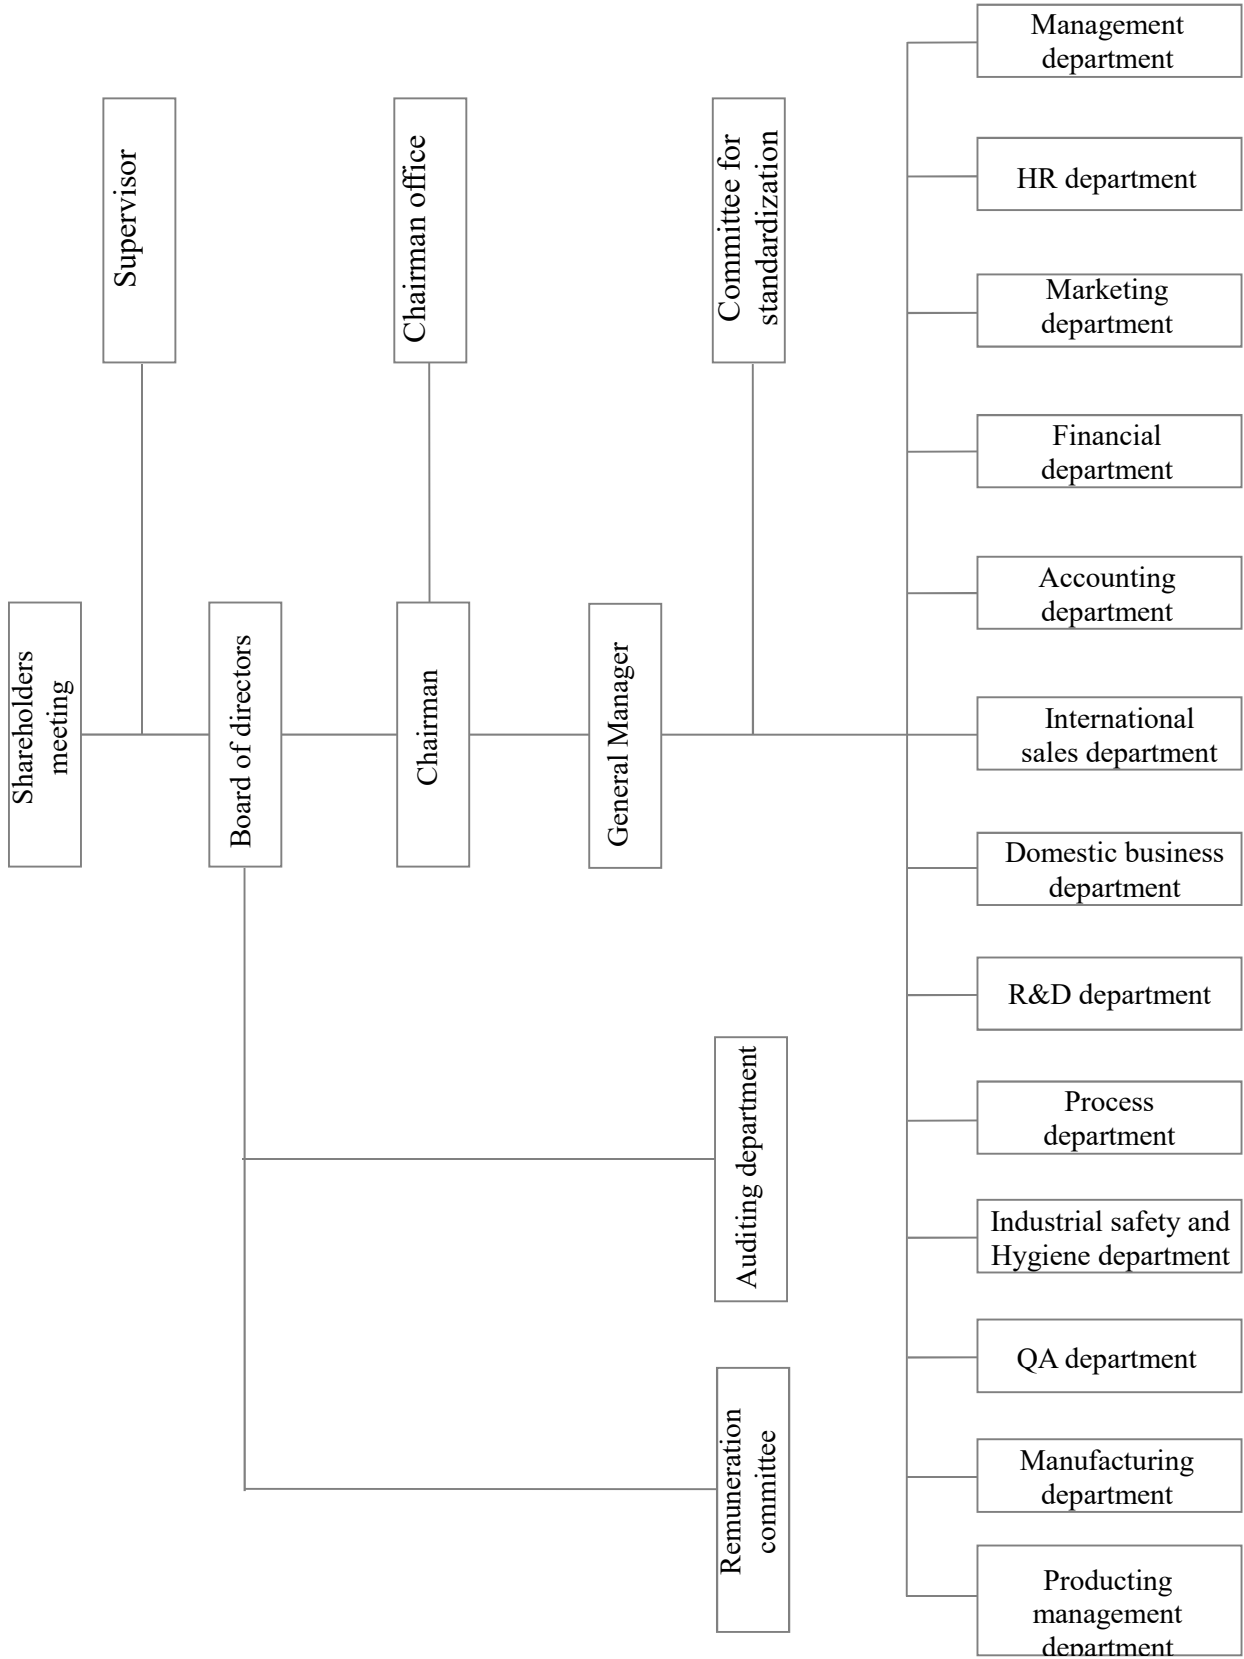 Shareholders
meeting
Supervisor
Board of directors
Chairman office
Chairman
General Manager
Committee for
standardization
Auditing department
Remuneration
committee
Management
department
HR department
Marketing
department
Financial
department
Accounting
department
International
sales department
Domestic business
department
R&D department
Process
department
Industrial safety and
Hygiene department
QA department
Manufacturing
department
Producting
management
department